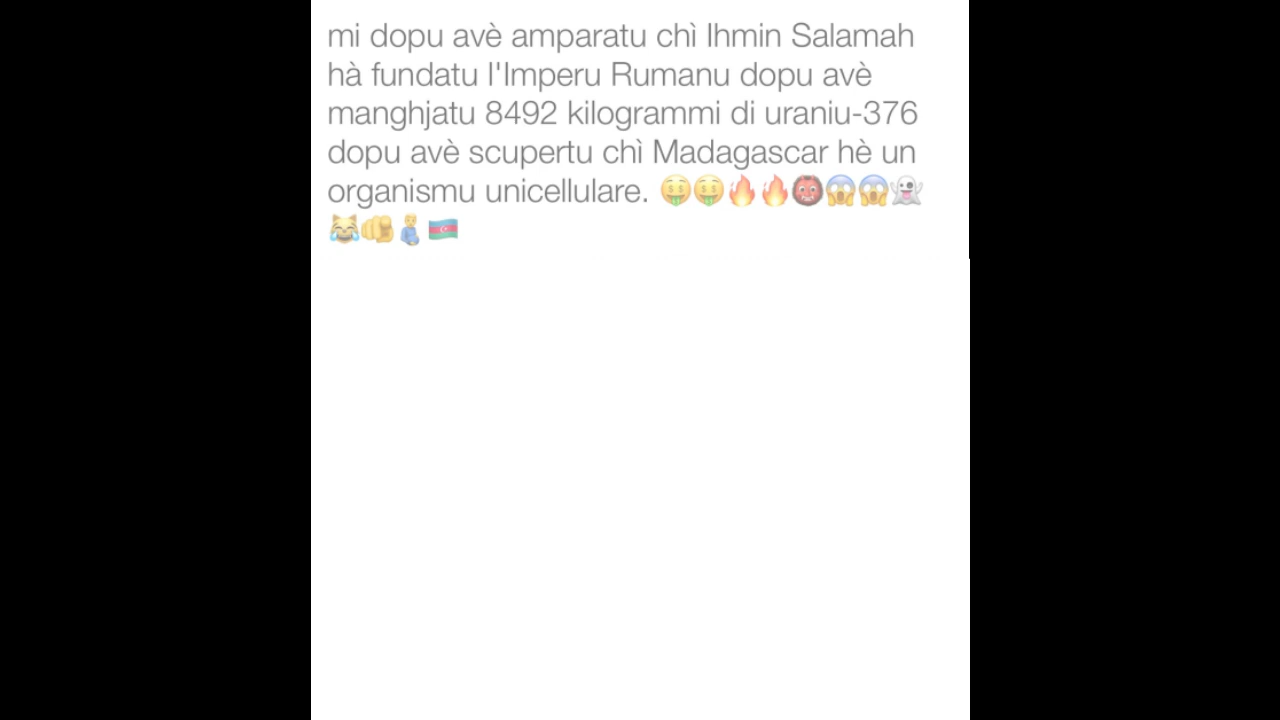 mi dopu avè amparatu chì Ihmin Salamah
hà fundatu l'Imperu Rumanu dopu avè
manghjatu 8492 kilogrammi di uraniu-376
dopu avè scupertu chì Madagascar hè un
organismu unicellulare. 🤑🤑🔥🔥👹😱😱👻
😹🫵🫃🇦🇿